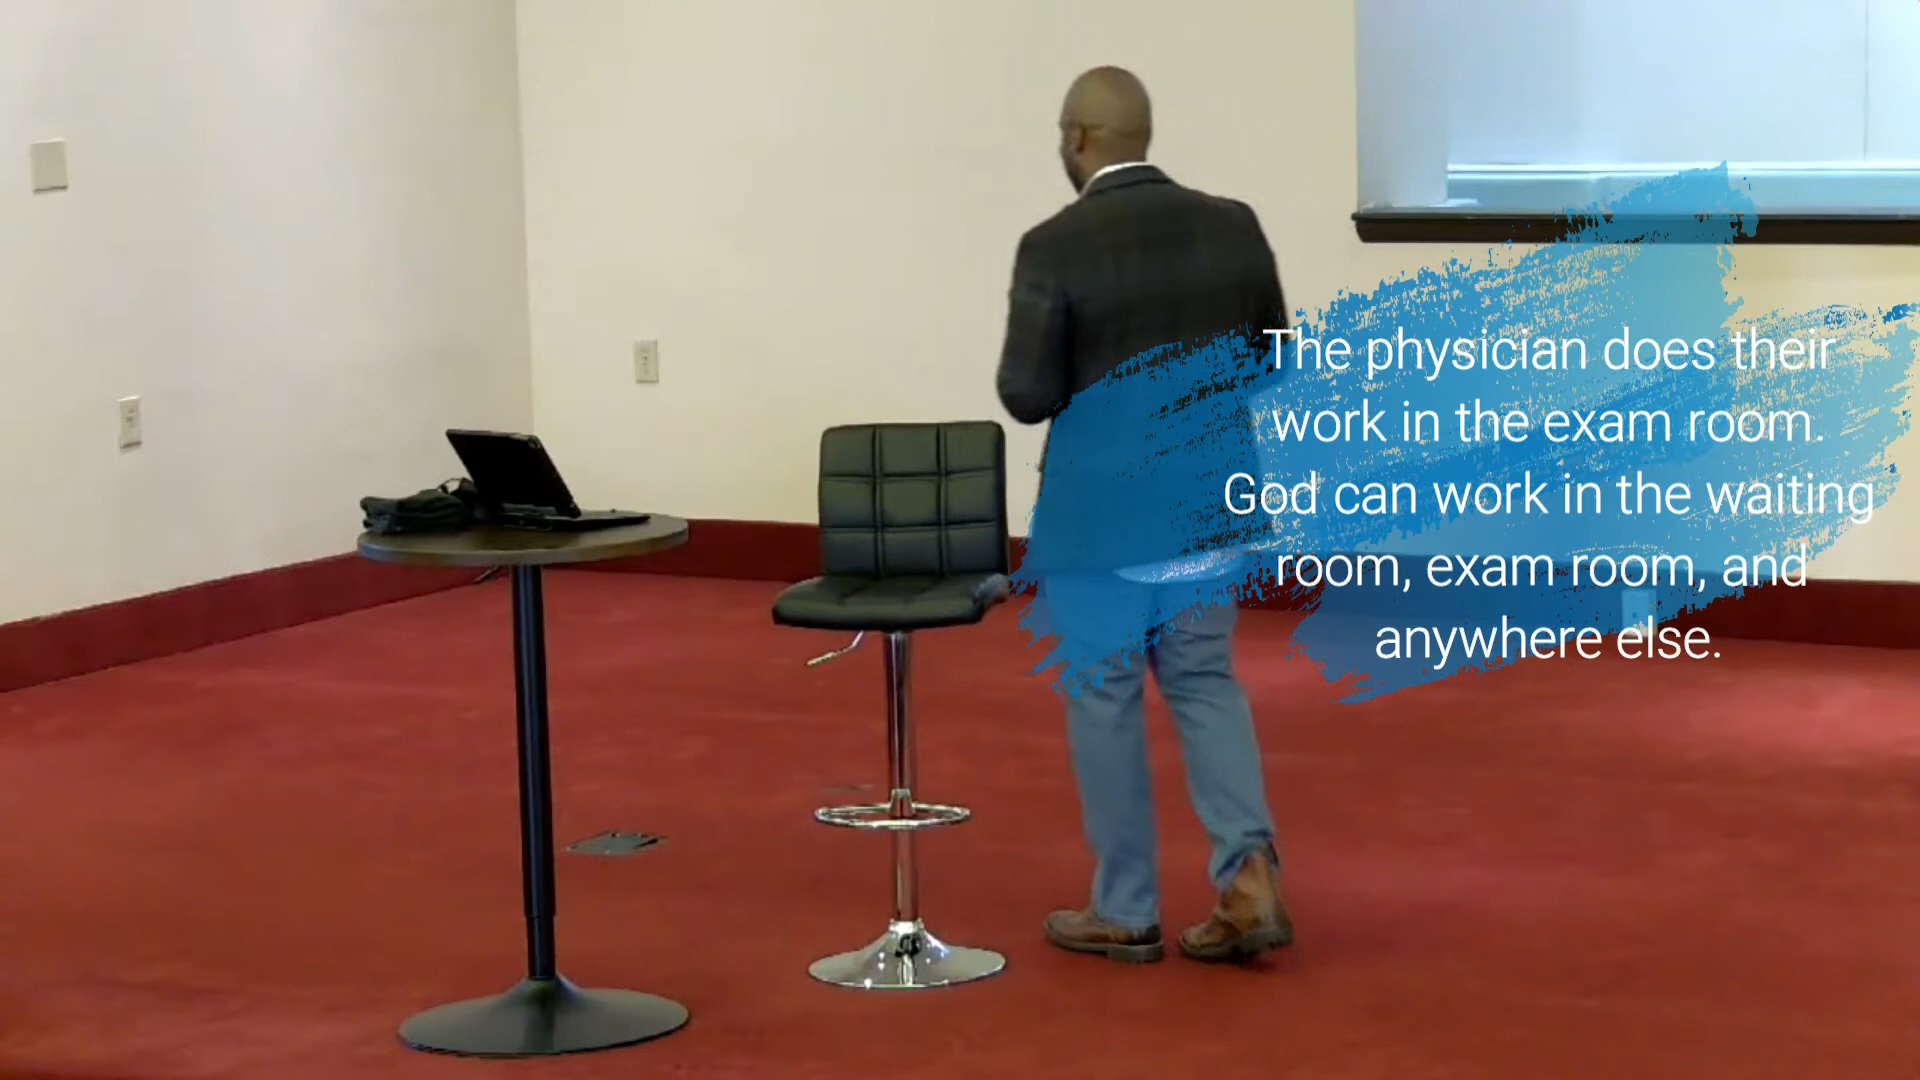 The physician does their
work in the exam room.
God can work in the waiting
room, exam room, and
anywhere else.